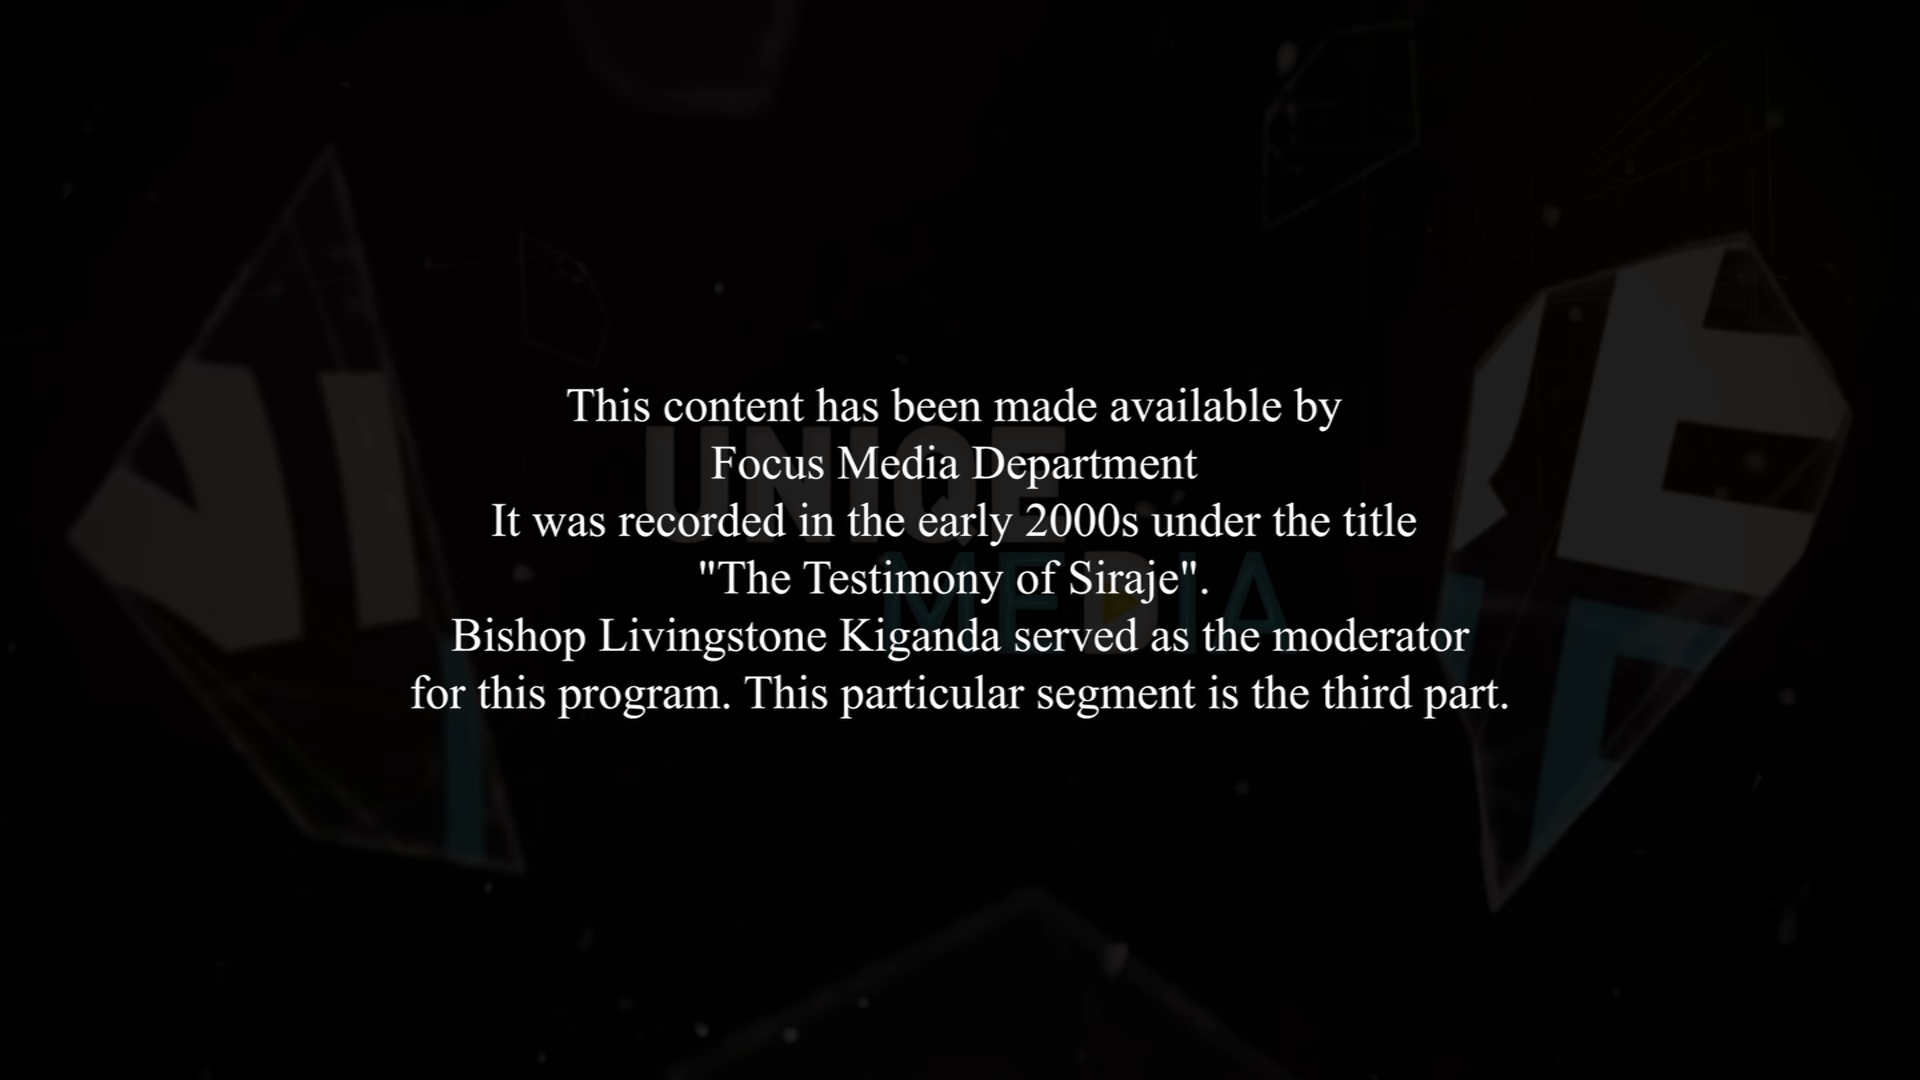 This content has been made available by
Focus Media Department
It was recorded in the early 2000s under the title
"The Testimony of Siraje".
Bishop Livingstone Kiganda served as the moderator
for this program. This particular segment is the third part.
UNIQE
MEDIA